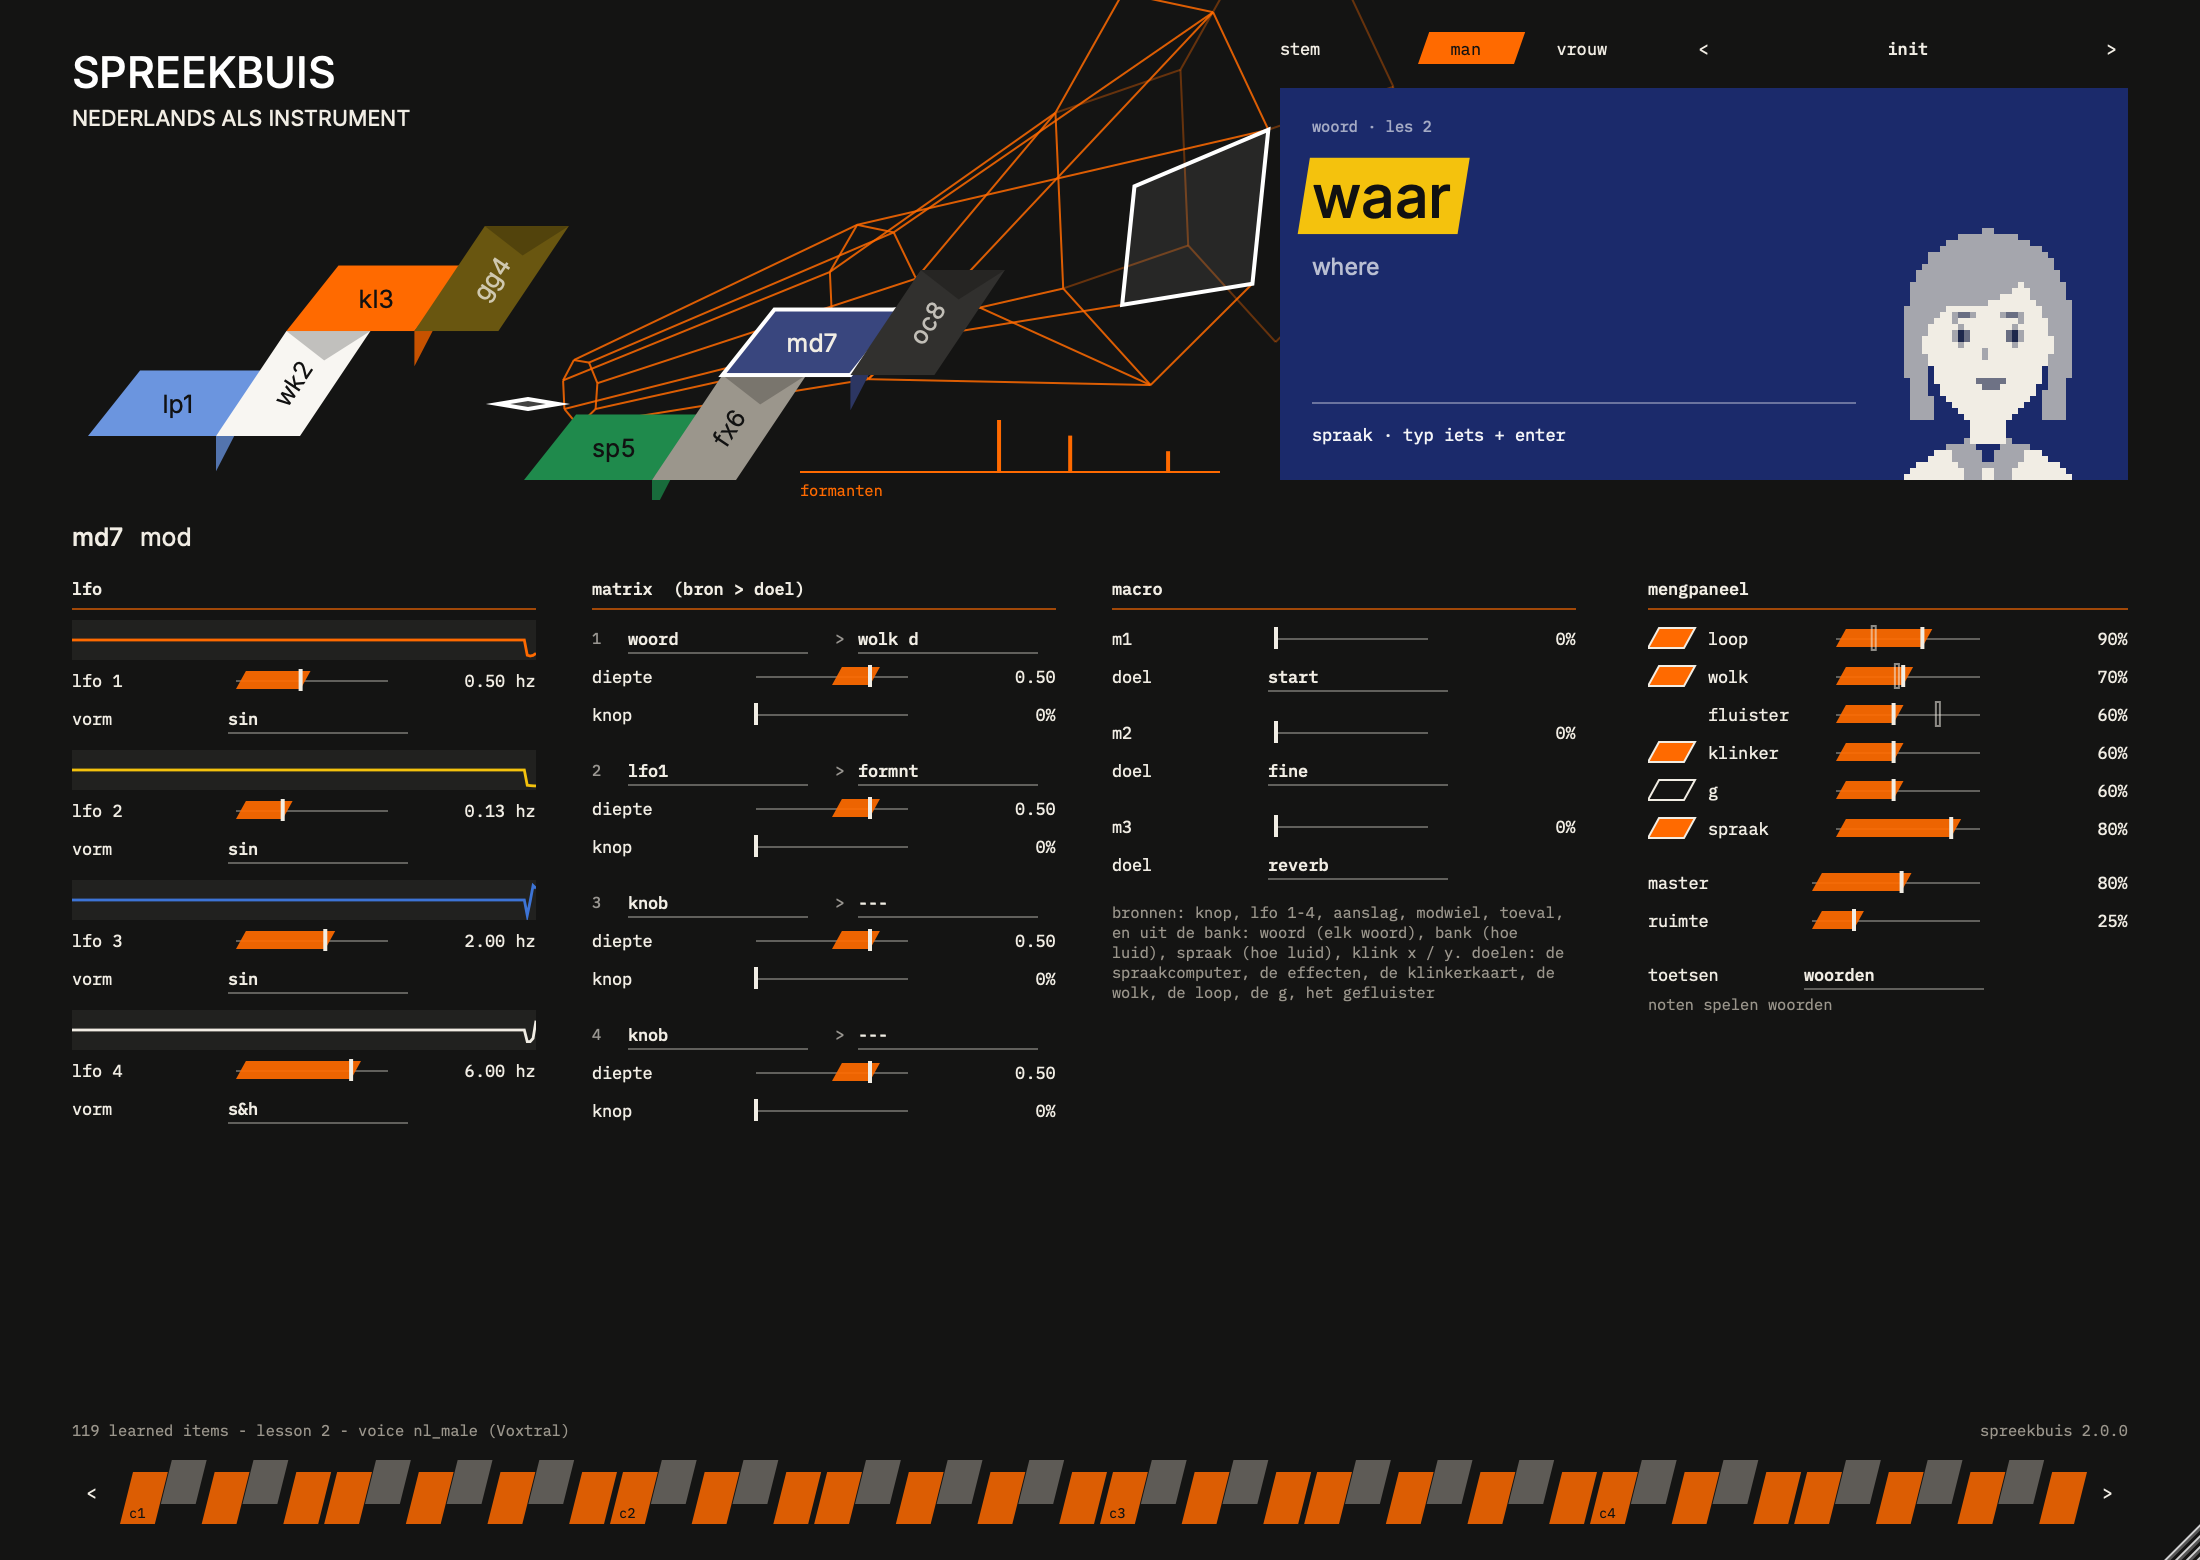 SPREEKBUIS
NEDERLANDS ALS INSTRUMENT
stem man vrouw < init >
woord · les 2
waar
where
spraak · typ iets + enter
lp1
wk2
kl3
gg4
sp5
fx6
md7
oc8
formanten
md7 mod
lfo
lfo 1 0.50 hz
vorm sin
lfo 2 0.13 hz
vorm sin
lfo 3 2.00 hz
vorm sin
lfo 4 6.00 hz
vorm s&h
matrix (bron > doel)
1 woord > wolk d
diepte 0.50
knop 0%
2 lfo1 > formnt
diepte 0.50
knop 0%
3 knob > ---
diepte 0.50
knop 0%
4 knob > ---
diepte 0.50
knop 0%
macro
m1 0%
doel start
m2 0%
doel fine
m3 0%
doel reverb
bronnen: knop, lfo 1-4, aanslag, modwiel, toeval,
en uit de bank: woord (elk woord), bank (hoe
luid), spraak (hoe luid), klink x / y. doelen: de
spraakcomputer, de effecten, de klinkerkaart, de
wolk, de loop, de g, het gefluister
mengpaneel
loop 90%
wolk 70%
fluister 60%
klinker 60%
g 60%
spraak 80%
master 80%
ruimte 25%
toetsen woorden
noten spelen woorden
119 learned items - lesson 2 - voice nl_male (Voxtral)
spreekbuis 2.0.0
< c1 c2 c3 c4 >